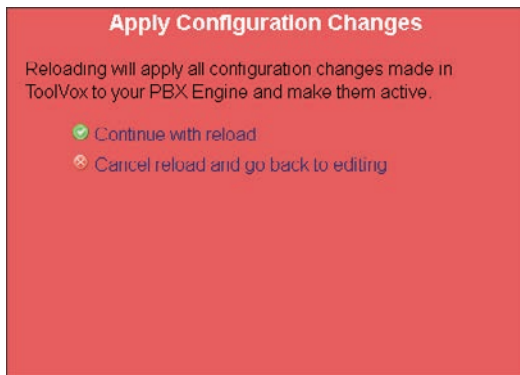 Apply Configuration Changes
Reloading will apply all configuration changes made in
ToolVox to your PBX Engine and make them active.
Continue with reload
Cancel reload and go back to editing